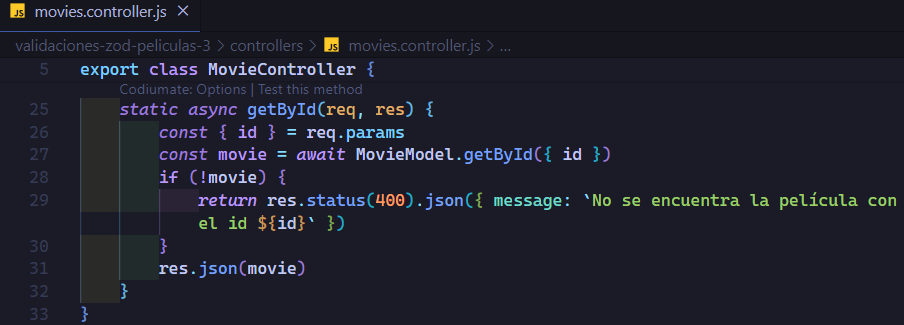 JS movies.controller.js ×
validaciones-zod-peliculas-3 > controllers > JS movies.controller.js > ...
5 export class MovieController {
Codiumate: Options | Test this method
25 static async getById(req, res) {
26 const { id } = req.params
27 const movie = await MovieModel.getById({ id })
28 if (!movie) {
29 return res.status(400).json({ message: `No se encuentra la película con
el id ${id}` })
30 }
31 res.json(movie)
32 }
33 }